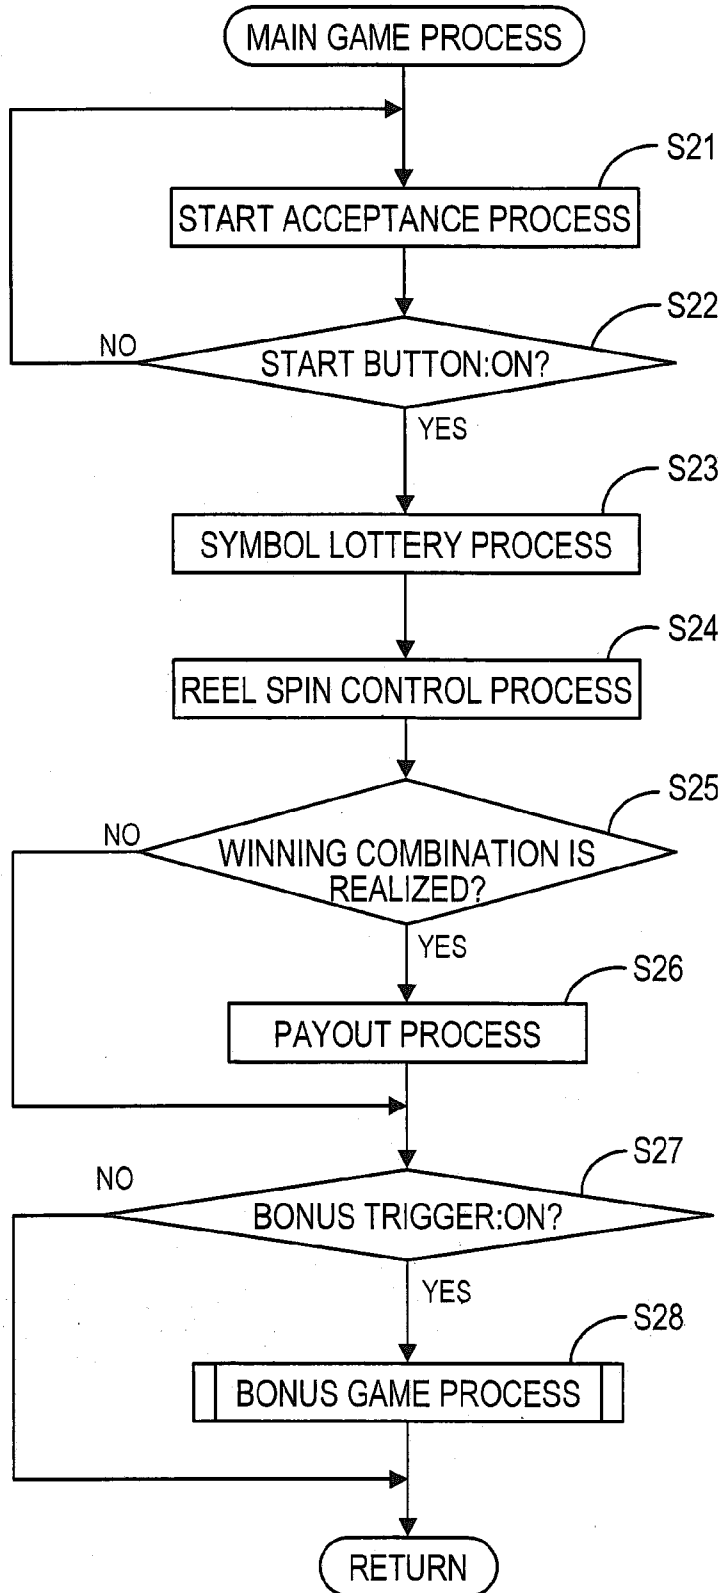 MAIN GAME PROCESS
S21
START ACCEPTANCE PROCESS
S22
NO
START BUTTON:ON?
YES
S23
SYMBOL LOTTERY PROCESS
S24
REEL SPIN CONTROL PROCESS
S25
NO
WINNING COMBINATION IS
REALIZED?
YES
S26
PAYOUT PROCESS
S27
NO
BONUS TRIGGER:ON?
YES
S28
BONUS GAME PROCESS
RETURN